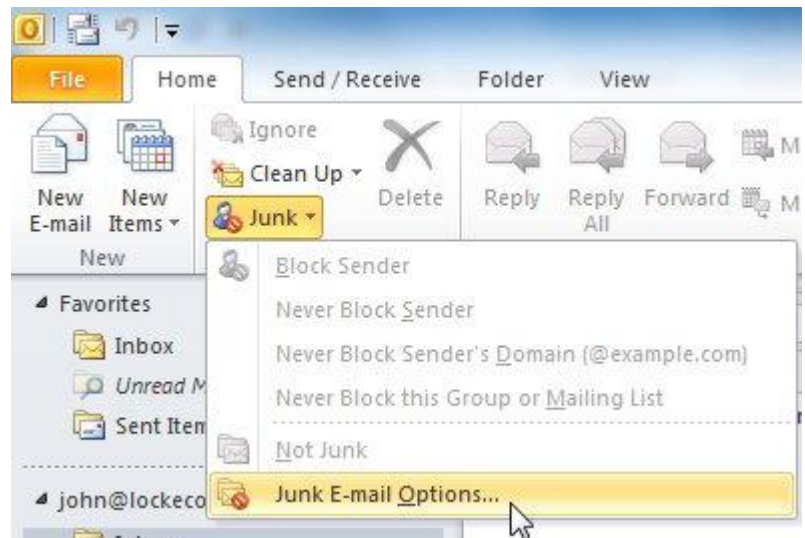 File Home Send / Receive Folder View
New E-mail
New Items
Ignore
Clean Up
Junk
Delete
Reply
Reply All
Forward
M
M
New
Block Sender
Never Block Sender
Never Block Sender's Domain (@example.com)
Never Block this Group or Mailing List
Not Junk
Junk E-mail Options...
Favorites
Inbox
Unread M
Sent Item
john@lockeco